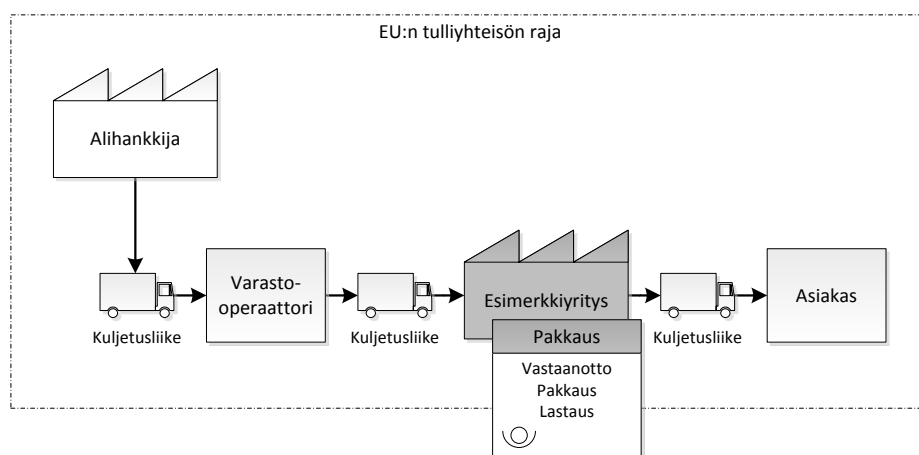 EU:n tulliyhteisön raja
Alihankkija
Kuljetusliike
Varasto-
operaattori
Kuljetusliike
Esimerkkiyritys
Pakkaus
Vastaanotto
Pakkaus
Lastaus
Kuljetusliike
Asiakas